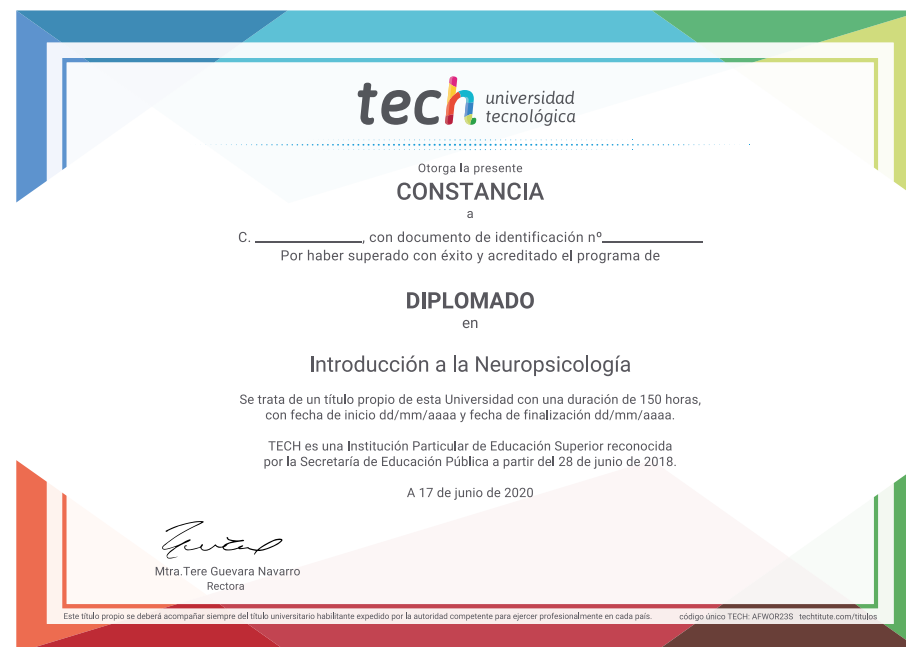 tech universidad
tecnológica
Otorga la presente
CONSTANCIA
a
C. ____________, con documento de identificación nº____________
Por haber superado con éxito y acreditado el programa de
DIPLOMADO
en
Introducción a la Neuropsicología
Se trata de un título propio de esta Universidad con una duración de 150 horas,
con fecha de inicio dd/mm/aaaa y fecha de finalización dd/mm/aaaa.
TECH es una Institución Particular de Educación Superior reconocida
por la Secretaría de Educación Pública a partir del 28 de junio de 2018.
A 17 de junio de 2020
Mtra.Tere Guevara Navarro
Rectora
Este título propio se deberá acompañar siempre del título universitario habilitante expedido por la autoridad competente para ejercer profesionalmente en cada país. código único TECH: AFWOR23S techtitute.com/titulos